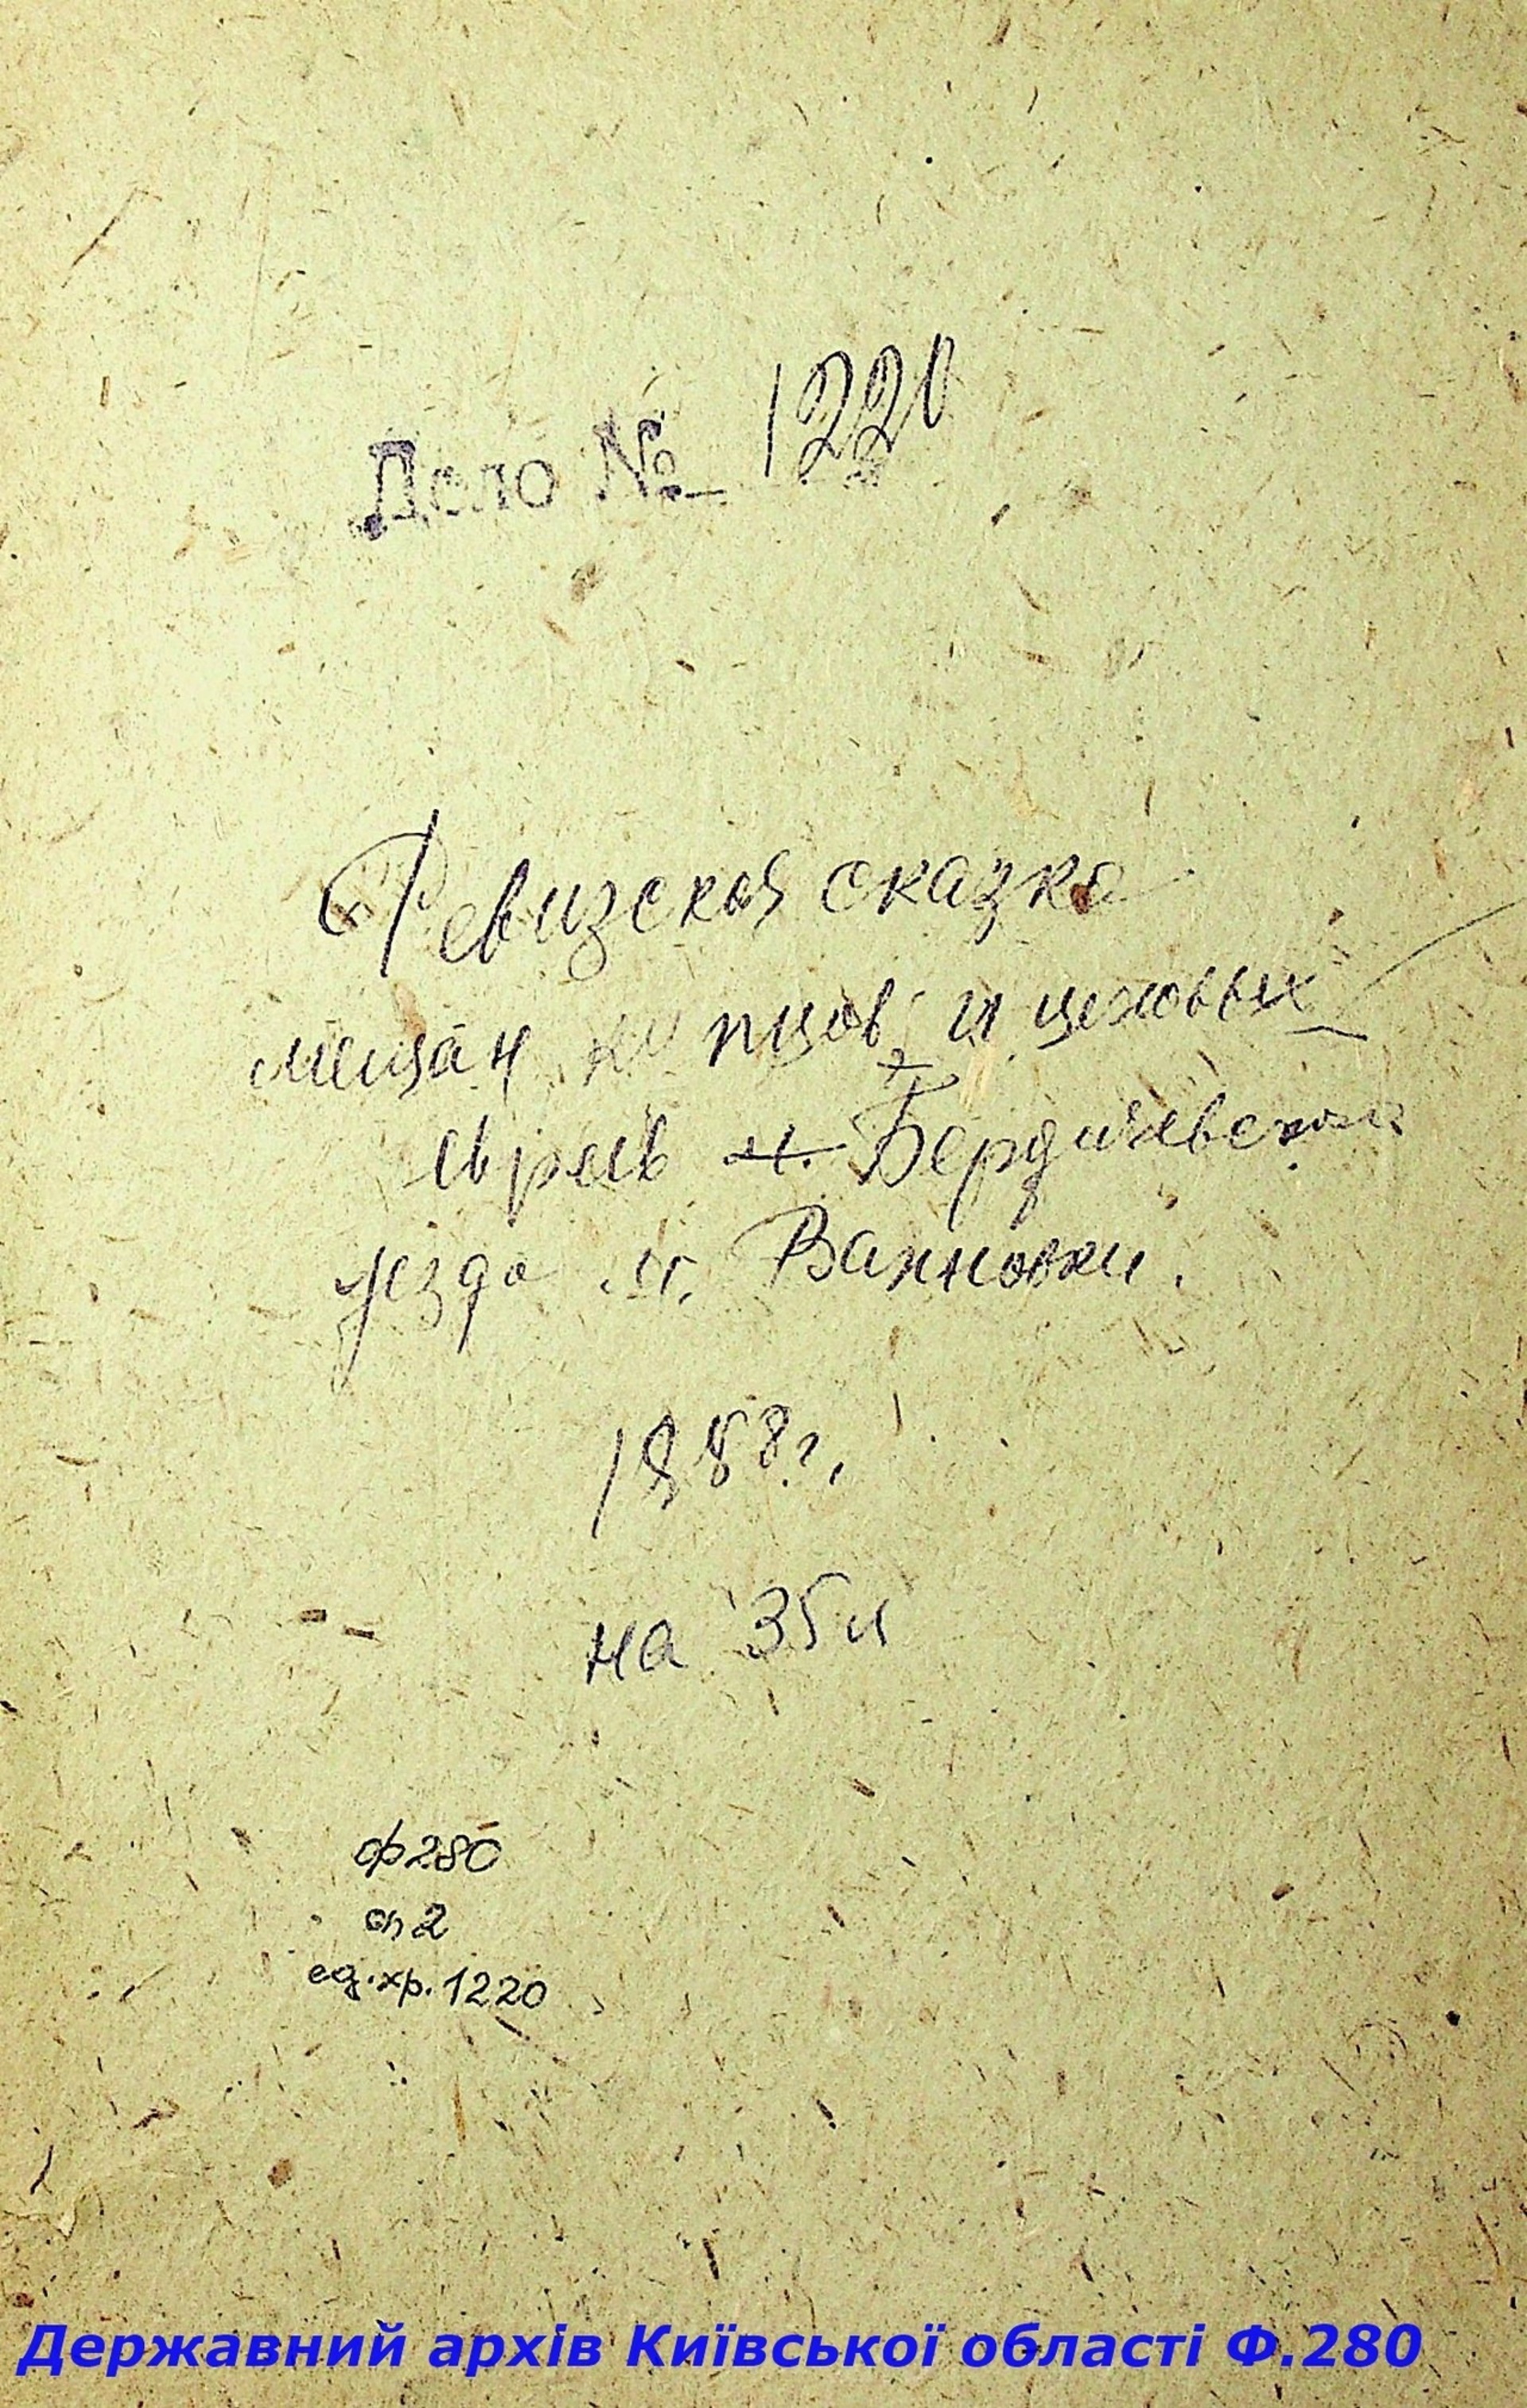 Дело № 1220
Ревизская сказка
мещан купцов и цеховых
евреев м. Бердичевского
уезда м. Вахновки.
1858 г.
на 35 л
ф 280
оп 2
ед. хр. 1220
Державний архів Київської області Ф.280